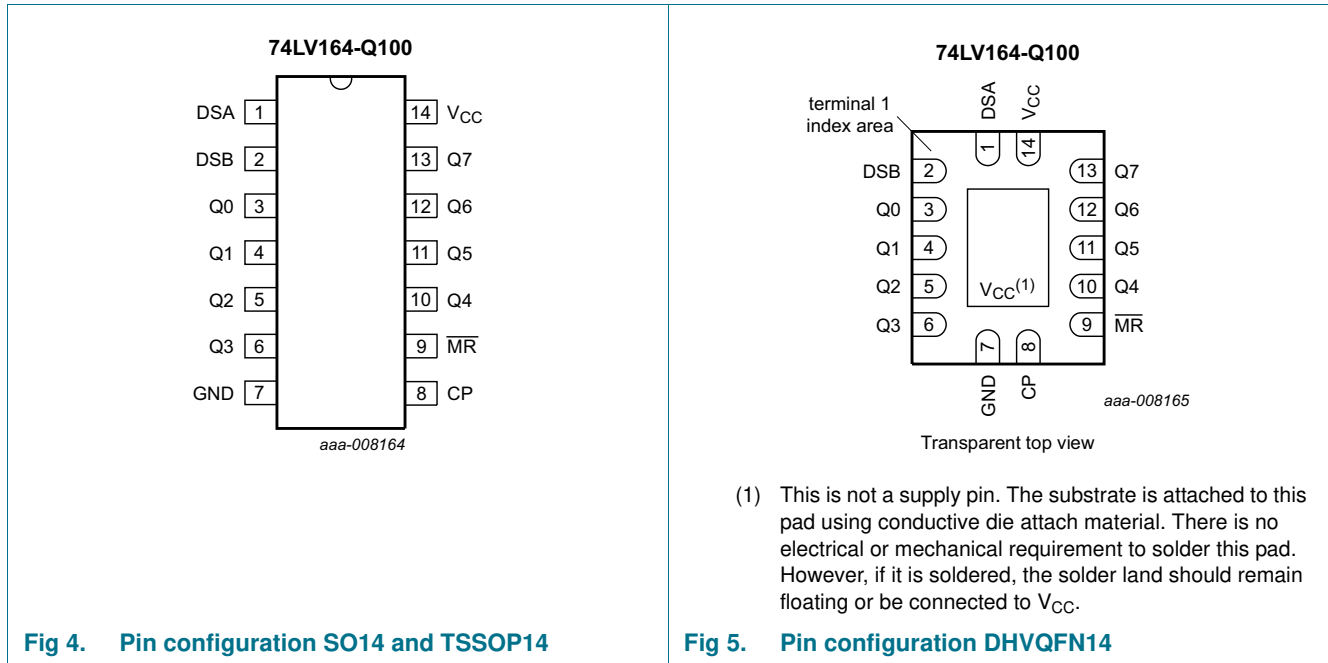 74LV164-Q100
DSA 1 14 VCC
DSB 2 13 Q7
Q0 3 12 Q6
Q1 4 11 Q5
Q2 5 10 Q4
Q3 6 9 M̅R̅
GND 7 8 CP
aaa-008164
Fig 4. Pin configuration SO14 and TSSOP14
74LV164-Q100
terminal 1
index area
DSA VCC
1 14
DSB 2 13 Q7
Q0 3 12 Q6
Q1 4 11 Q5
Q2 5 10 Q4
VCC(1)
Q3 6 9 M̅R̅
7 8
GND CP
aaa-008165
Transparent top view
(1) This is not a supply pin. The substrate is attached to this
pad using conductive die attach material. There is no
electrical or mechanical requirement to solder this pad.
However, if it is soldered, the solder land should remain
floating or be connected to VCC.
Fig 5. Pin configuration DHVQFN14